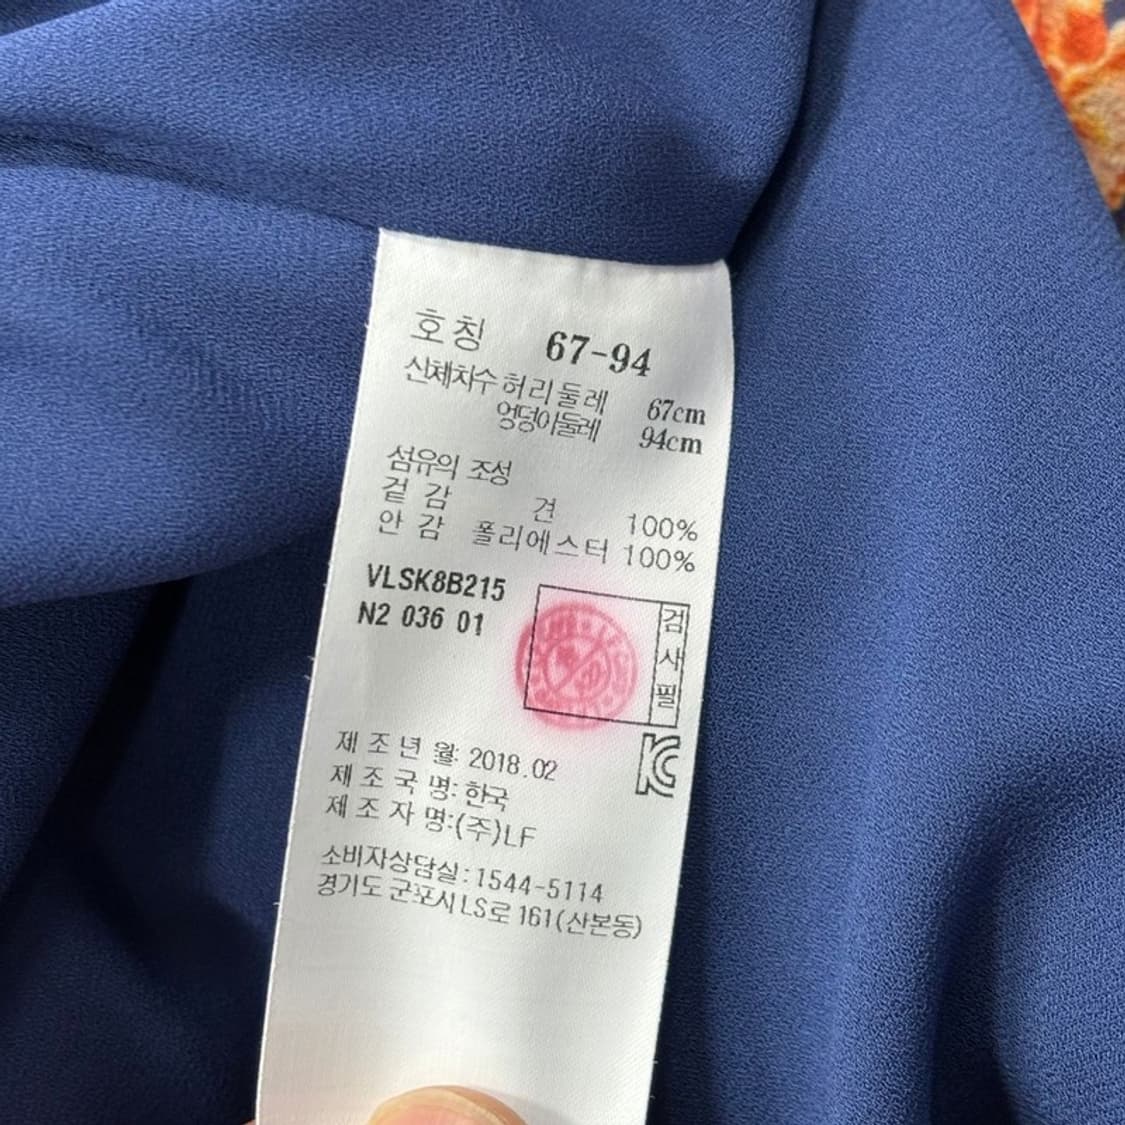 호칭 67-94
신체치수 허리둘레 67cm
엉덩이둘레 94cm
섬유의 조성
겉감 견 100%
안감 폴리에스터 100%
VLSK8B215
N2 036 01
검사필
KC
제조년월: 2018.02
제조국명: 한국
제조자명:(주)LF
소비자상담실:1544-5114
경기도 군포시 LS로 161(산본동)